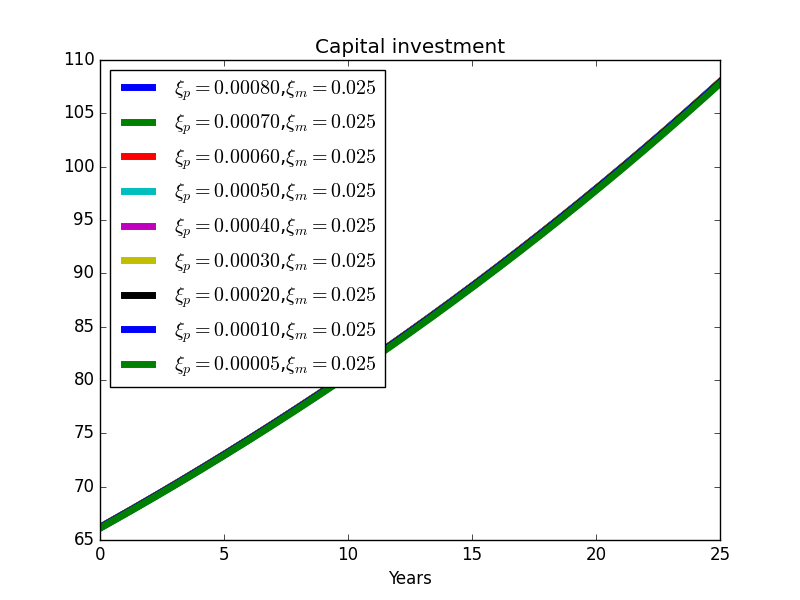 Capital investment
110
105
100
95
90
85
80
75
70
65
ξp = 0.00080,ξm = 0.025
ξp = 0.00070,ξm = 0.025
ξp = 0.00060,ξm = 0.025
ξp = 0.00050,ξm = 0.025
ξp = 0.00040,ξm = 0.025
ξp = 0.00030,ξm = 0.025
ξp = 0.00020,ξm = 0.025
ξp = 0.00010,ξm = 0.025
ξp = 0.00005,ξm = 0.025
0 5 10 15 20 25
Years